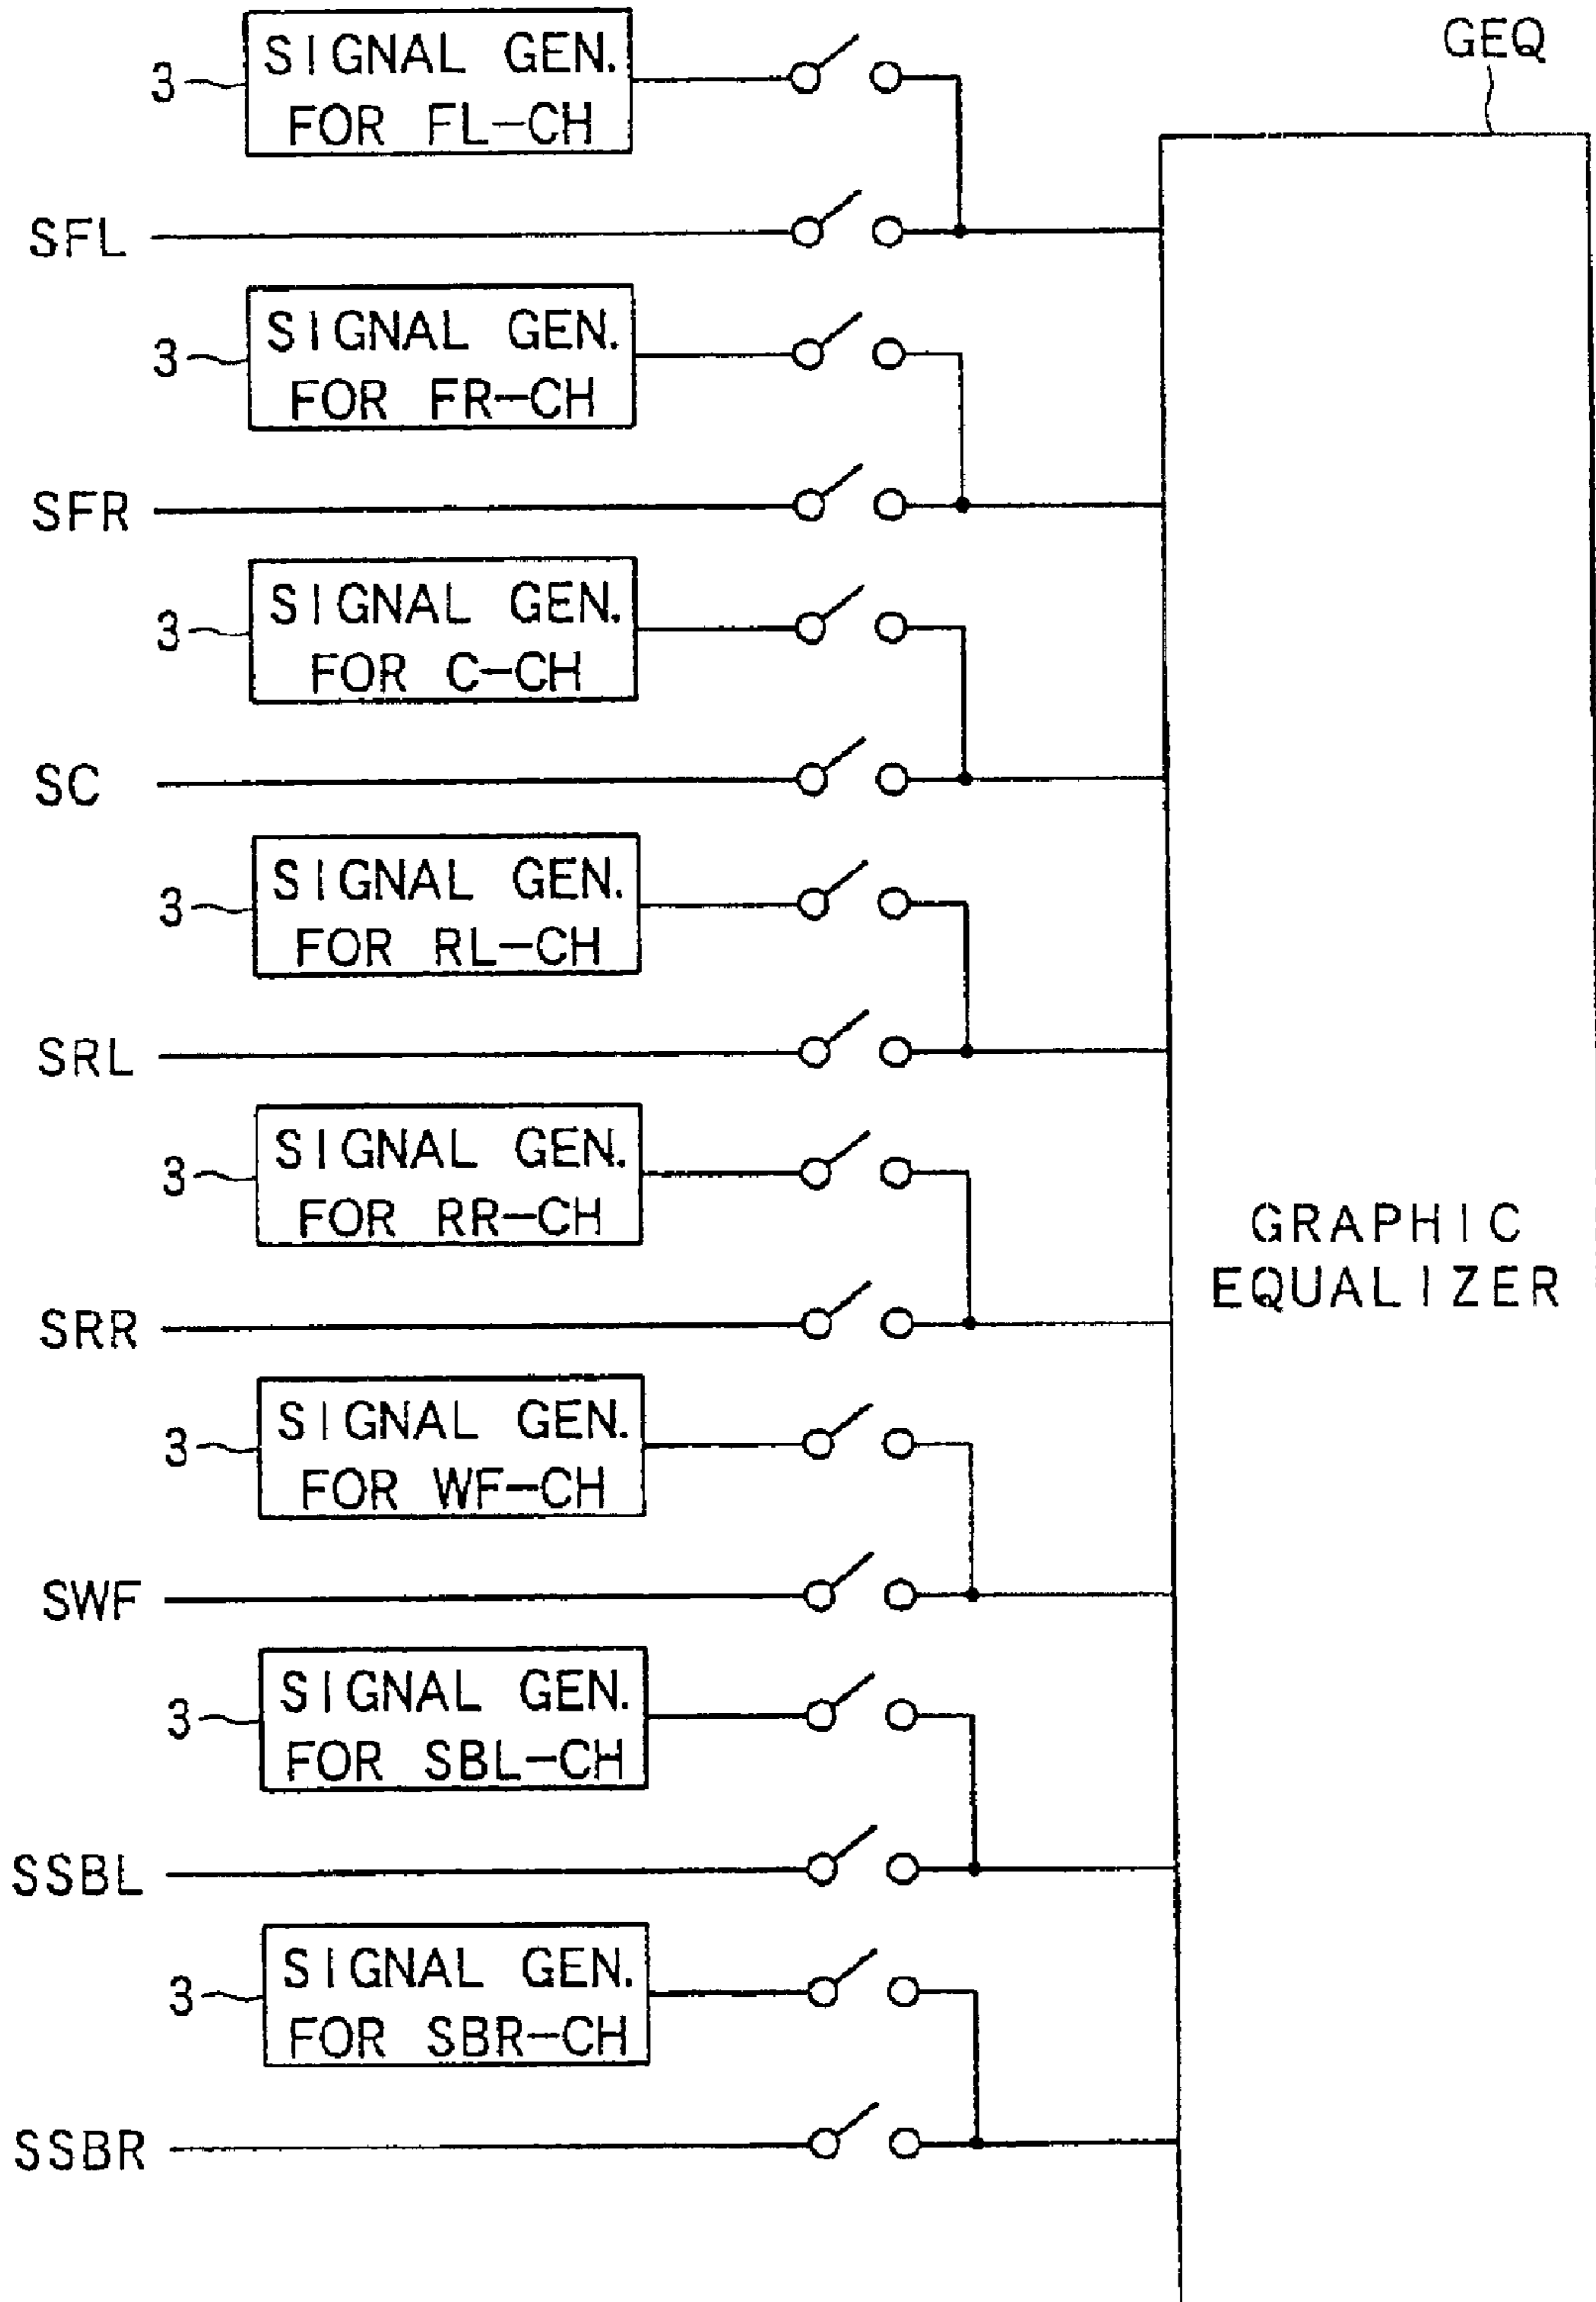 GEQ
3
SIGNAL GEN.
FOR FL-CH
SFL
3
SIGNAL GEN.
FOR FR-CH
SFR
3
SIGNAL GEN.
FOR C-CH
SC
3
SIGNAL GEN.
FOR RL-CH
SRL
3
SIGNAL GEN.
FOR RR-CH
GRAPHIC
EQUALIZER
SRR
3
SIGNAL GEN.
FOR WF-CH
SWF
3
SIGNAL GEN.
FOR SBL-CH
SSBL
3
SIGNAL GEN.
FOR SBR-CH
SSBR